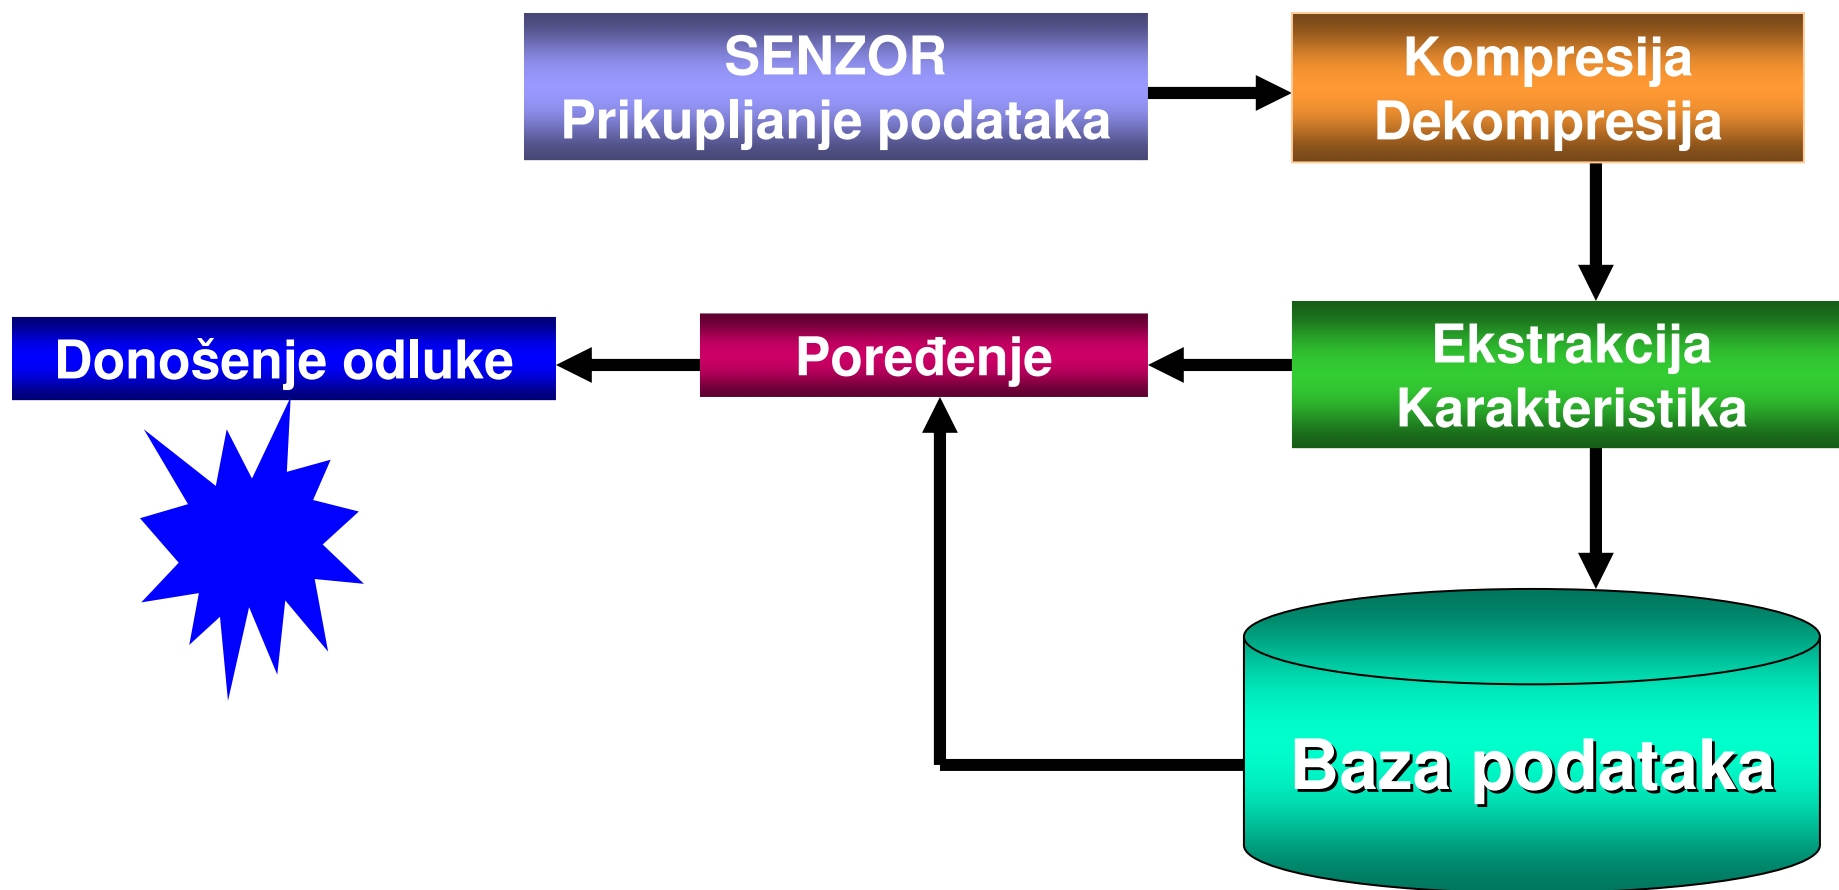 SENZOR
Prikupljanje podataka
Kompresija
Dekompresija
Ekstrakcija
Karakteristika
Poređenje
Donošenje odluke
Baza podataka